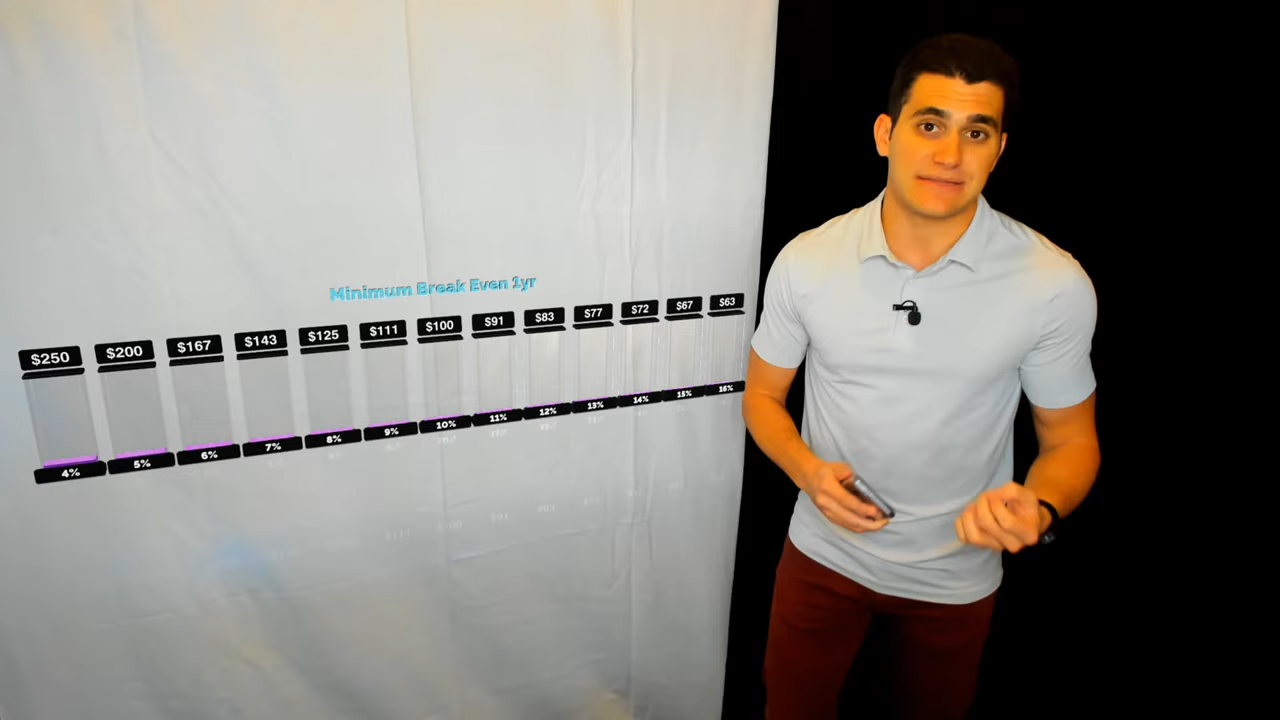 Minimum Break Even 1yr
$250 $200 $167 $143 $125 $111 $100 $91 $83 $77 $72 $67 $63
4% 5% 6% 7% 8% 9% 10% 11% 12% 13% 14% 15% 16%